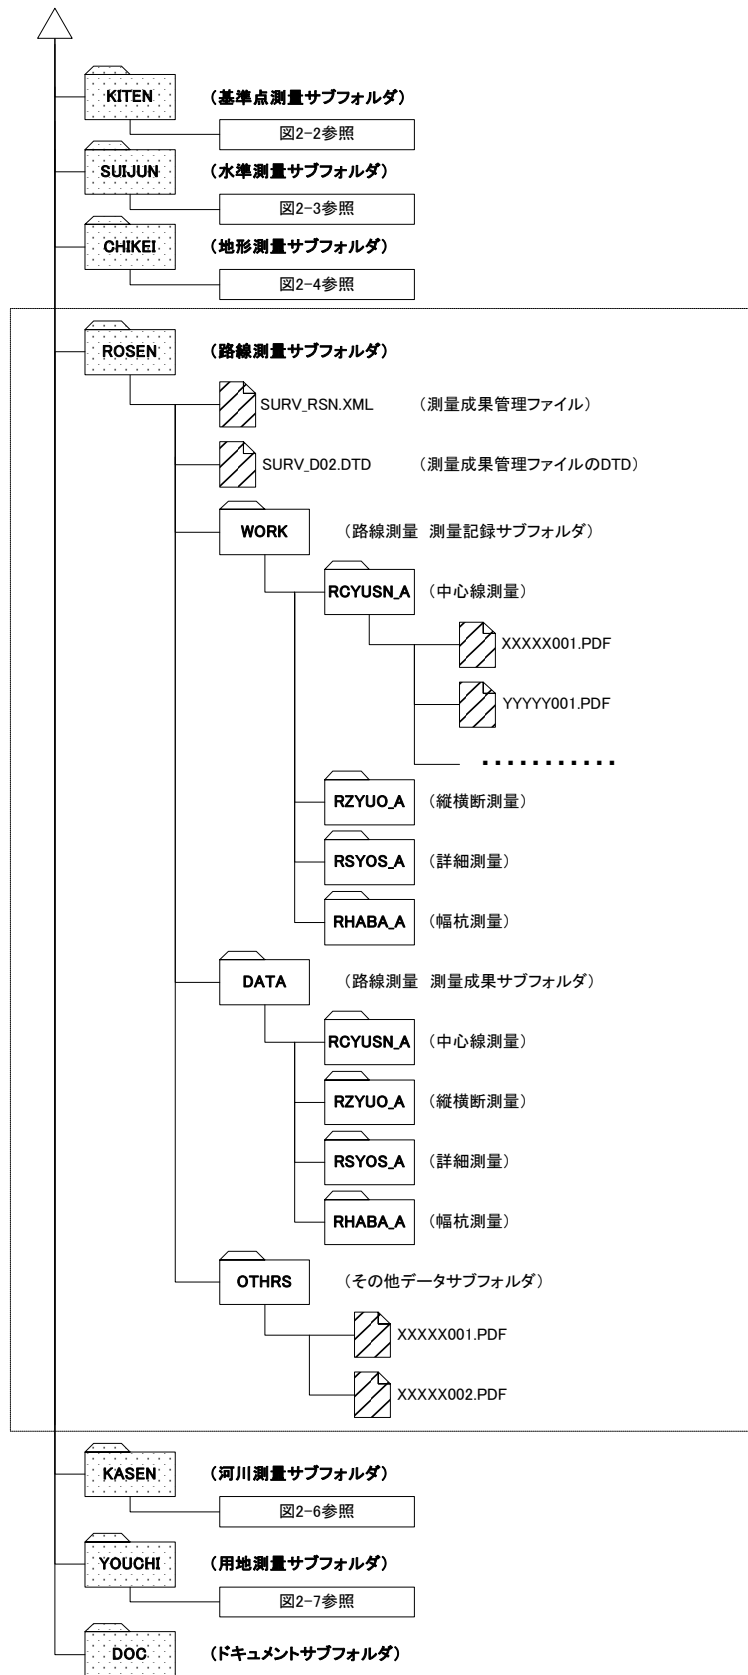 KITEN (基準点測量サブフォルダ)
図2-2参照
SUIJUN (水準測量サブフォルダ)
図2-3参照
CHIKEI (地形測量サブフォルダ)
図2-4参照
ROSEN (路線測量サブフォルダ)
SURV_RSN.XML (測量成果管理ファイル)
SURV_D02.DTD (測量成果管理ファイルのDTD)
WORK (路線測量 測量記録サブフォルダ)
RCYUSN_A (中心線測量)
XXXXX001.PDF
YYYYY001.PDF
・・・・・・・・・・・
RZYUO_A (縦横断測量)
RSYOS_A (詳細測量)
RHABA_A (幅杭測量)
DATA (路線測量 測量成果サブフォルダ)
RCYUSN_A (中心線測量)
RZYUO_A (縦横断測量)
RSYOS_A (詳細測量)
RHABA_A (幅杭測量)
OTHRS (その他データサブフォルダ)
XXXXX001.PDF
XXXXX002.PDF
KASEN (河川測量サブフォルダ)
図2-6参照
YOUCHI (用地測量サブフォルダ)
図2-7参照
DOC (ドキュメントサブフォルダ)